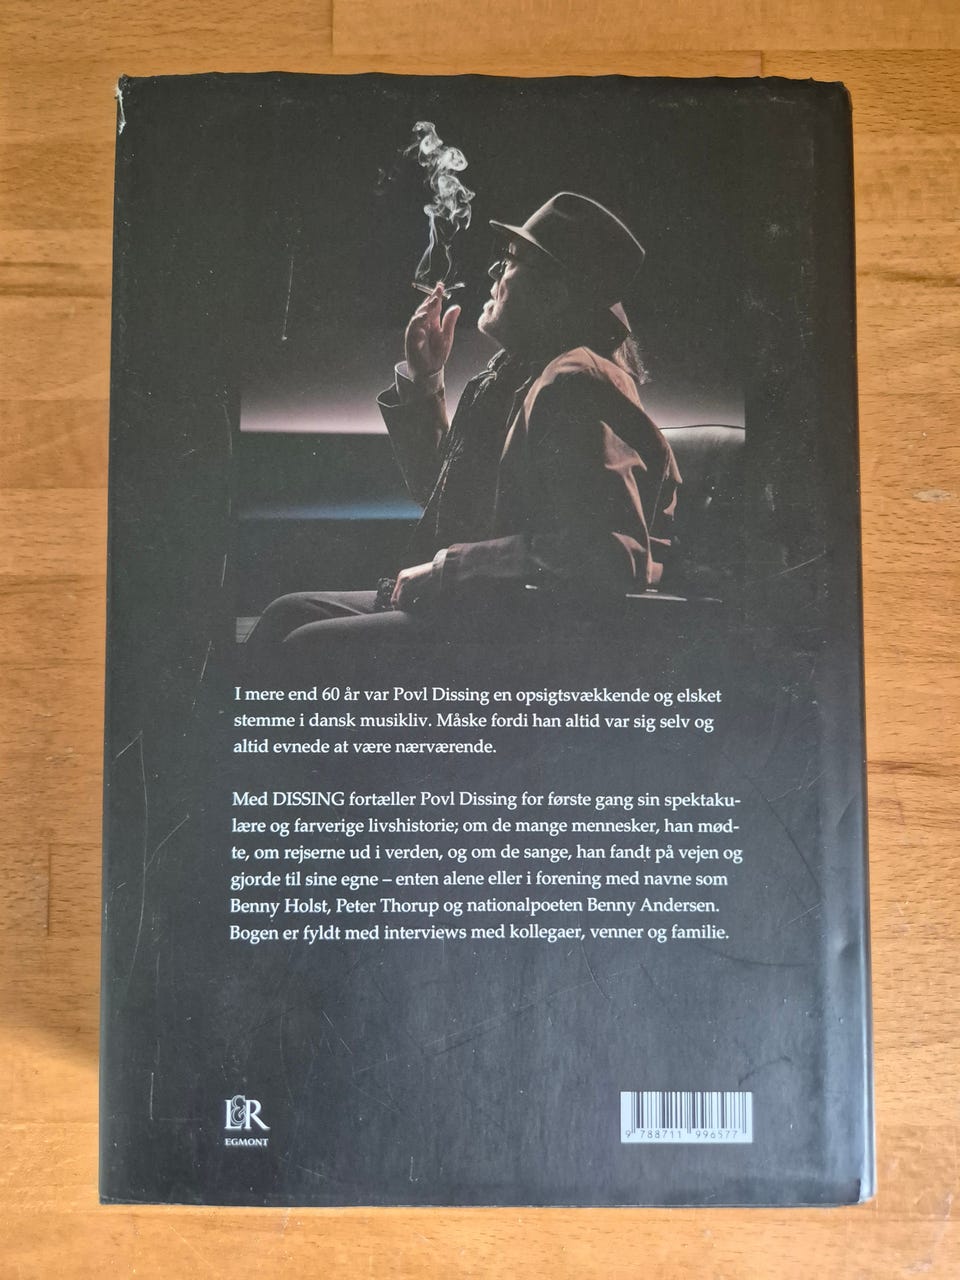 I mere end 60 år var Povl Dissing en opsigtsvækkende og elsket
stemme i dansk musikliv. Måske fordi han altid var sig selv og
altid evnede at være nærværende.
Med DISSING fortæller Povl Dissing for første gang sin spektaku-
lære og farverige livshistorie; om de mange mennesker, han mød-
te, om rejserne ud i verden, og om de sange, han fandt på vejen og
gjorde til sine egne – enten alene eller i forening med navne som
Benny Holst, Peter Thorup og nationalpoeten Benny Andersen.
Bogen er fyldt med interviews med kollegaer, venner og familie.
L&R
EGMONT
9 788711 996577